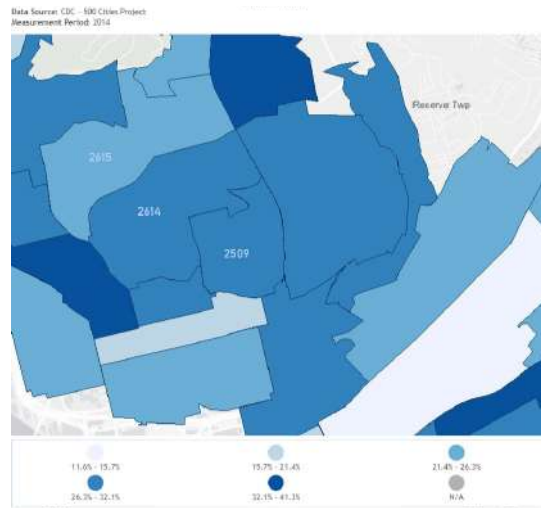 Data Source: CDC - 500 Cities Project
Measurement Period: 2014
Reserve Twp
2615
2614
2509
11.6% - 15.7%
15.7% - 21.4%
21.4% - 26.3%
26.3% - 32.1%
32.1% - 41.3%
N/A